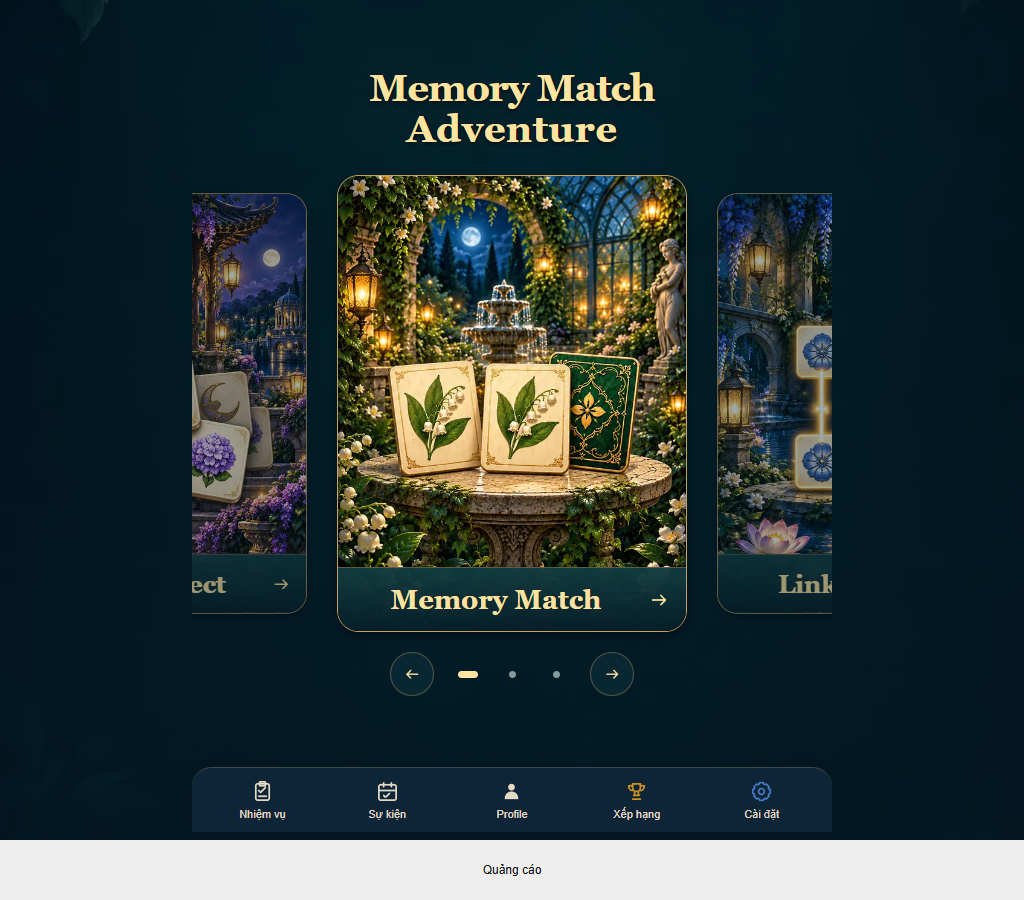 Memory Match
Adventure
ect
Memory Match
Link
Nhiệm vụ
Sự kiện
Profile
Xếp hạng
Cài đặt
Quảng cáo